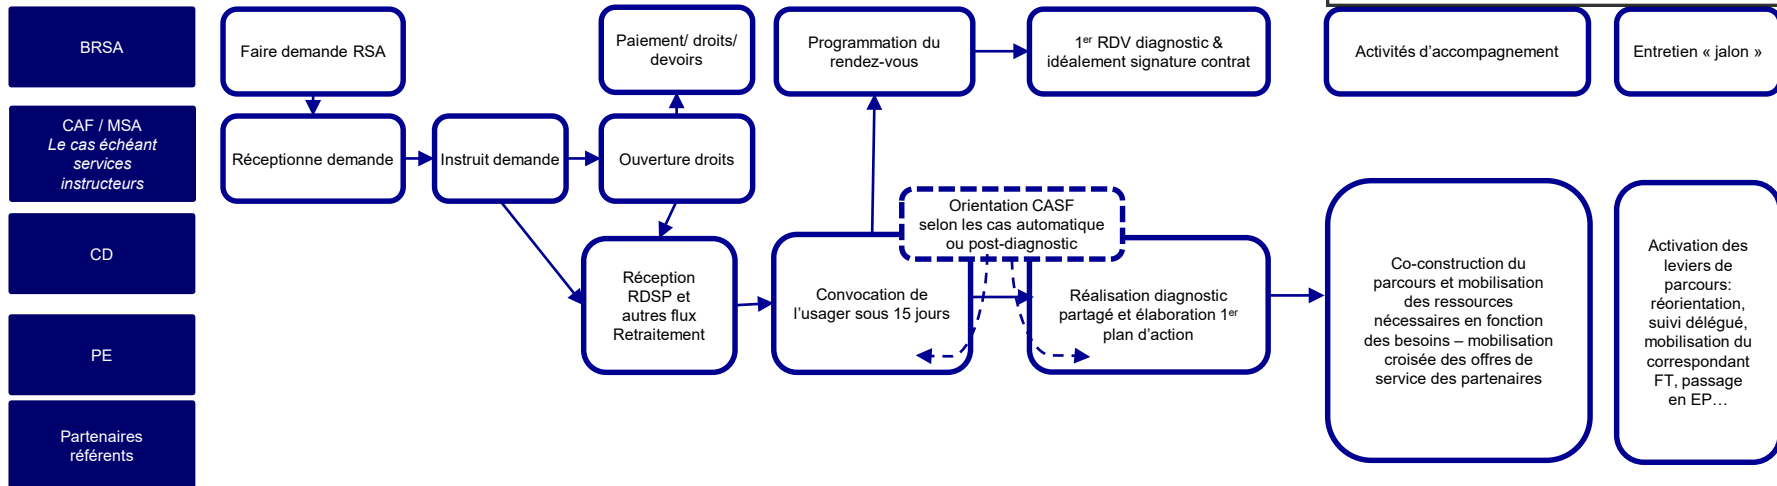 BRSA
Faire demande RSA
Paiement/ droits/
devoirs
Programmation du
rendez-vous
1er RDV diagnostic &
idéalement signature contrat
Activités d’accompagnement
Entretien « jalon »
CAF / MSA
Le cas échéant
services
instructeurs
Réceptionne demande
Instruit demande
Ouverture droits
Orientation CASF
selon les cas automatique
ou post-diagnostic
CD
PE
Réception
RDSP et
autres flux
Retraitement
Convocation de
l’usager sous 15 jours
Réalisation diagnostic
partagé et élaboration 1er
plan d’action
Co-construction du
parcours et mobilisation
des ressources
nécessaires en fonction
des besoins – mobilisation
croisée des offres de
service des partenaires
Activation des
leviers de
parcours:
réorientation,
suivi délégué,
mobilisation du
correspondant
FT, passage
en EP…
Partenaires
référents